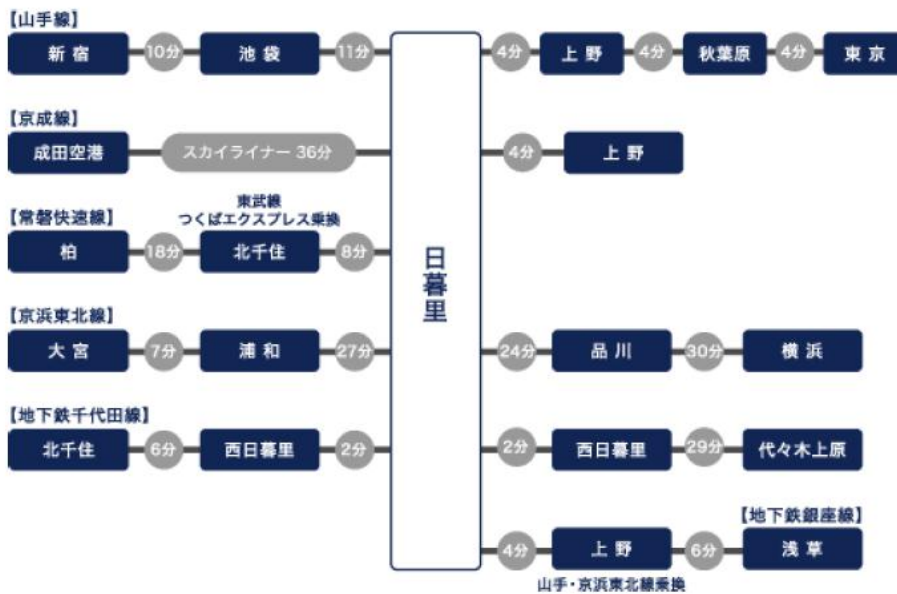 【山手線】
新宿 10分 池袋 11分 4分 上野 4分 秋葉原 4分 東京
【京成線】
成田空港 スカイライナー 36分 4分 上野
東武線
【常磐快速線】 つくばエクスプレス乗換
柏 18分 北千住 8分
日暮里
【京浜東北線】
大宮 7分 浦和 27分 24分 品川 30分 横浜
【地下鉄千代田線】
北千住 6分 西日暮里 2分 2分 西日暮里 29分 代々木上原
【地下鉄銀座線】
4分 上野 6分 浅草
山手・京浜東北線乗換